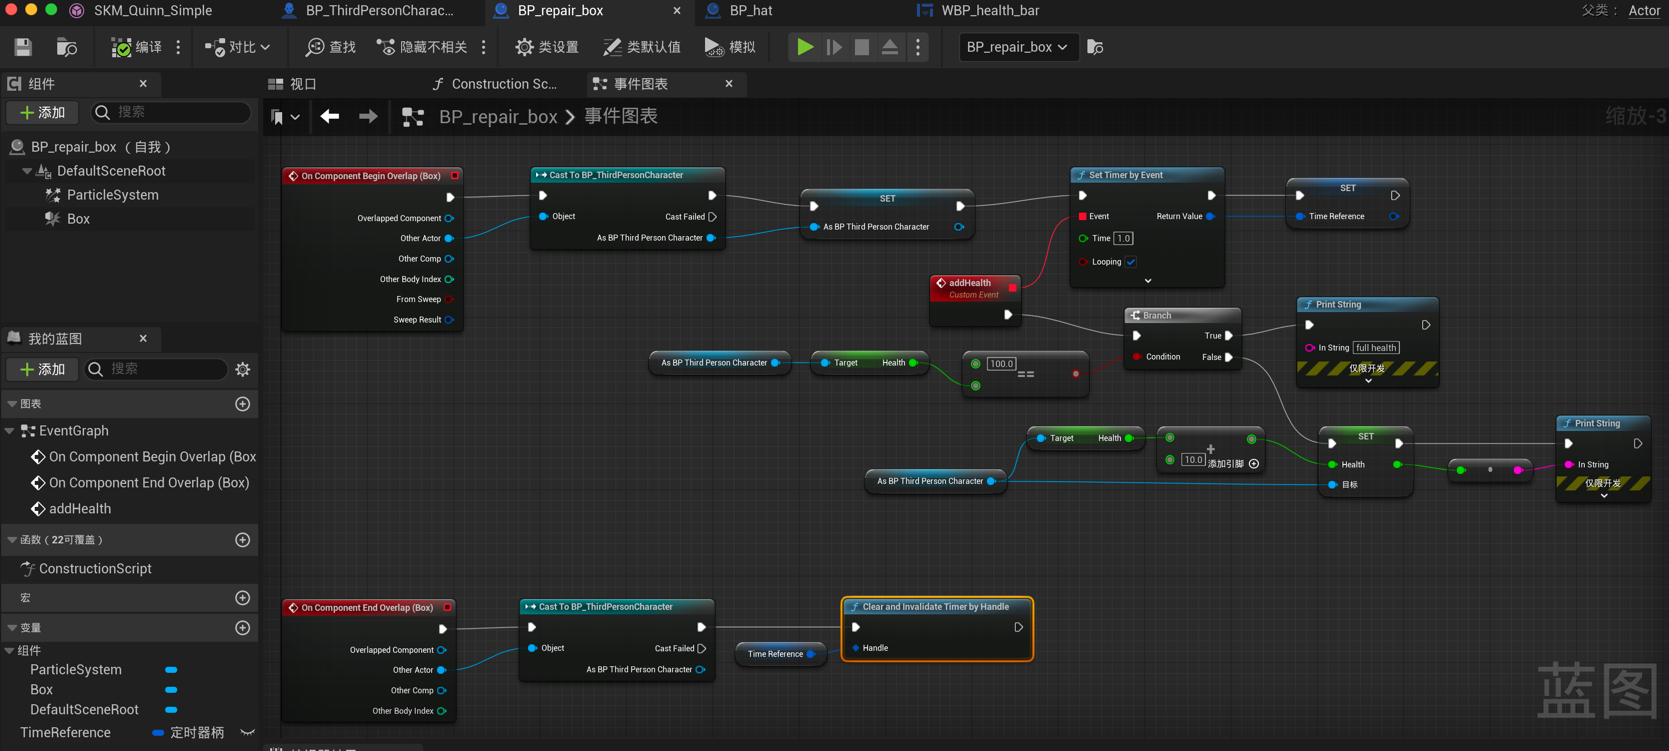 SKM_Quinn_Simple
BP_ThirdPersonCharac...
BP_repair_box
BP_hat
WBP_health_bar
父类：
Actor
编译
对比
查找
隐藏不相关
类设置
类默认值
模拟
BP_repair_box
组件
视口
Construction Sc...
事件图表
添加
搜索
BP_repair_box
事件图表
缩放-3
BP_repair_box （自我）
DefaultSceneRoot
ParticleSystem
Box
我的蓝图
添加
搜索
图表
EventGraph
On Component Begin Overlap (Box
On Component End Overlap (Box)
addHealth
函数（22可覆盖）
ConstructionScript
宏
变量
组件
ParticleSystem
Box
DefaultSceneRoot
TimeReference
定时器柄
On Component Begin Overlap (Box)
Overlapped Component
Other Actor
Other Comp
Other Body Index
From Sweep
Sweep Result
Cast To BP_ThirdPersonCharacter
Object
Cast Failed
As BP Third Person Character
SET
As BP Third Person Character
Set Timer by Event
Event
Return Value
Time
1.0
Looping
SET
Time Reference
addHealth
Custom Event
Branch
True
Condition
False
Print String
In String
full health
仅限开发
As BP Third Person Character
Target
Health
100.0
==
Target
Health
10.0
+
添加引脚
As BP Third Person Character
SET
Health
目标
Print String
In String
仅限开发
On Component End Overlap (Box)
Overlapped Component
Other Actor
Other Comp
Other Body Index
Cast To BP_ThirdPersonCharacter
Object
Cast Failed
As BP Third Person Character
Time Reference
Clear and Invalidate Timer by Handle
Handle
蓝图